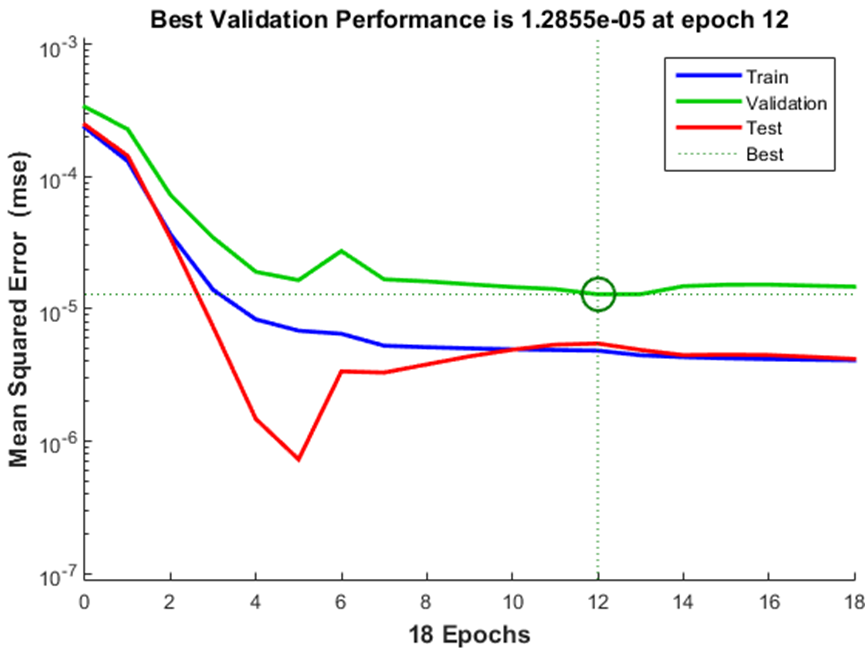 Best Validation Performance is 1.2855e-05 at epoch 12
Mean Squared Error (mse)
10^-3
10^-4
10^-5
10^-6
10^-7
Train
Validation
Test
Best
0 2 4 6 8 10 12 14 16 18
18 Epochs